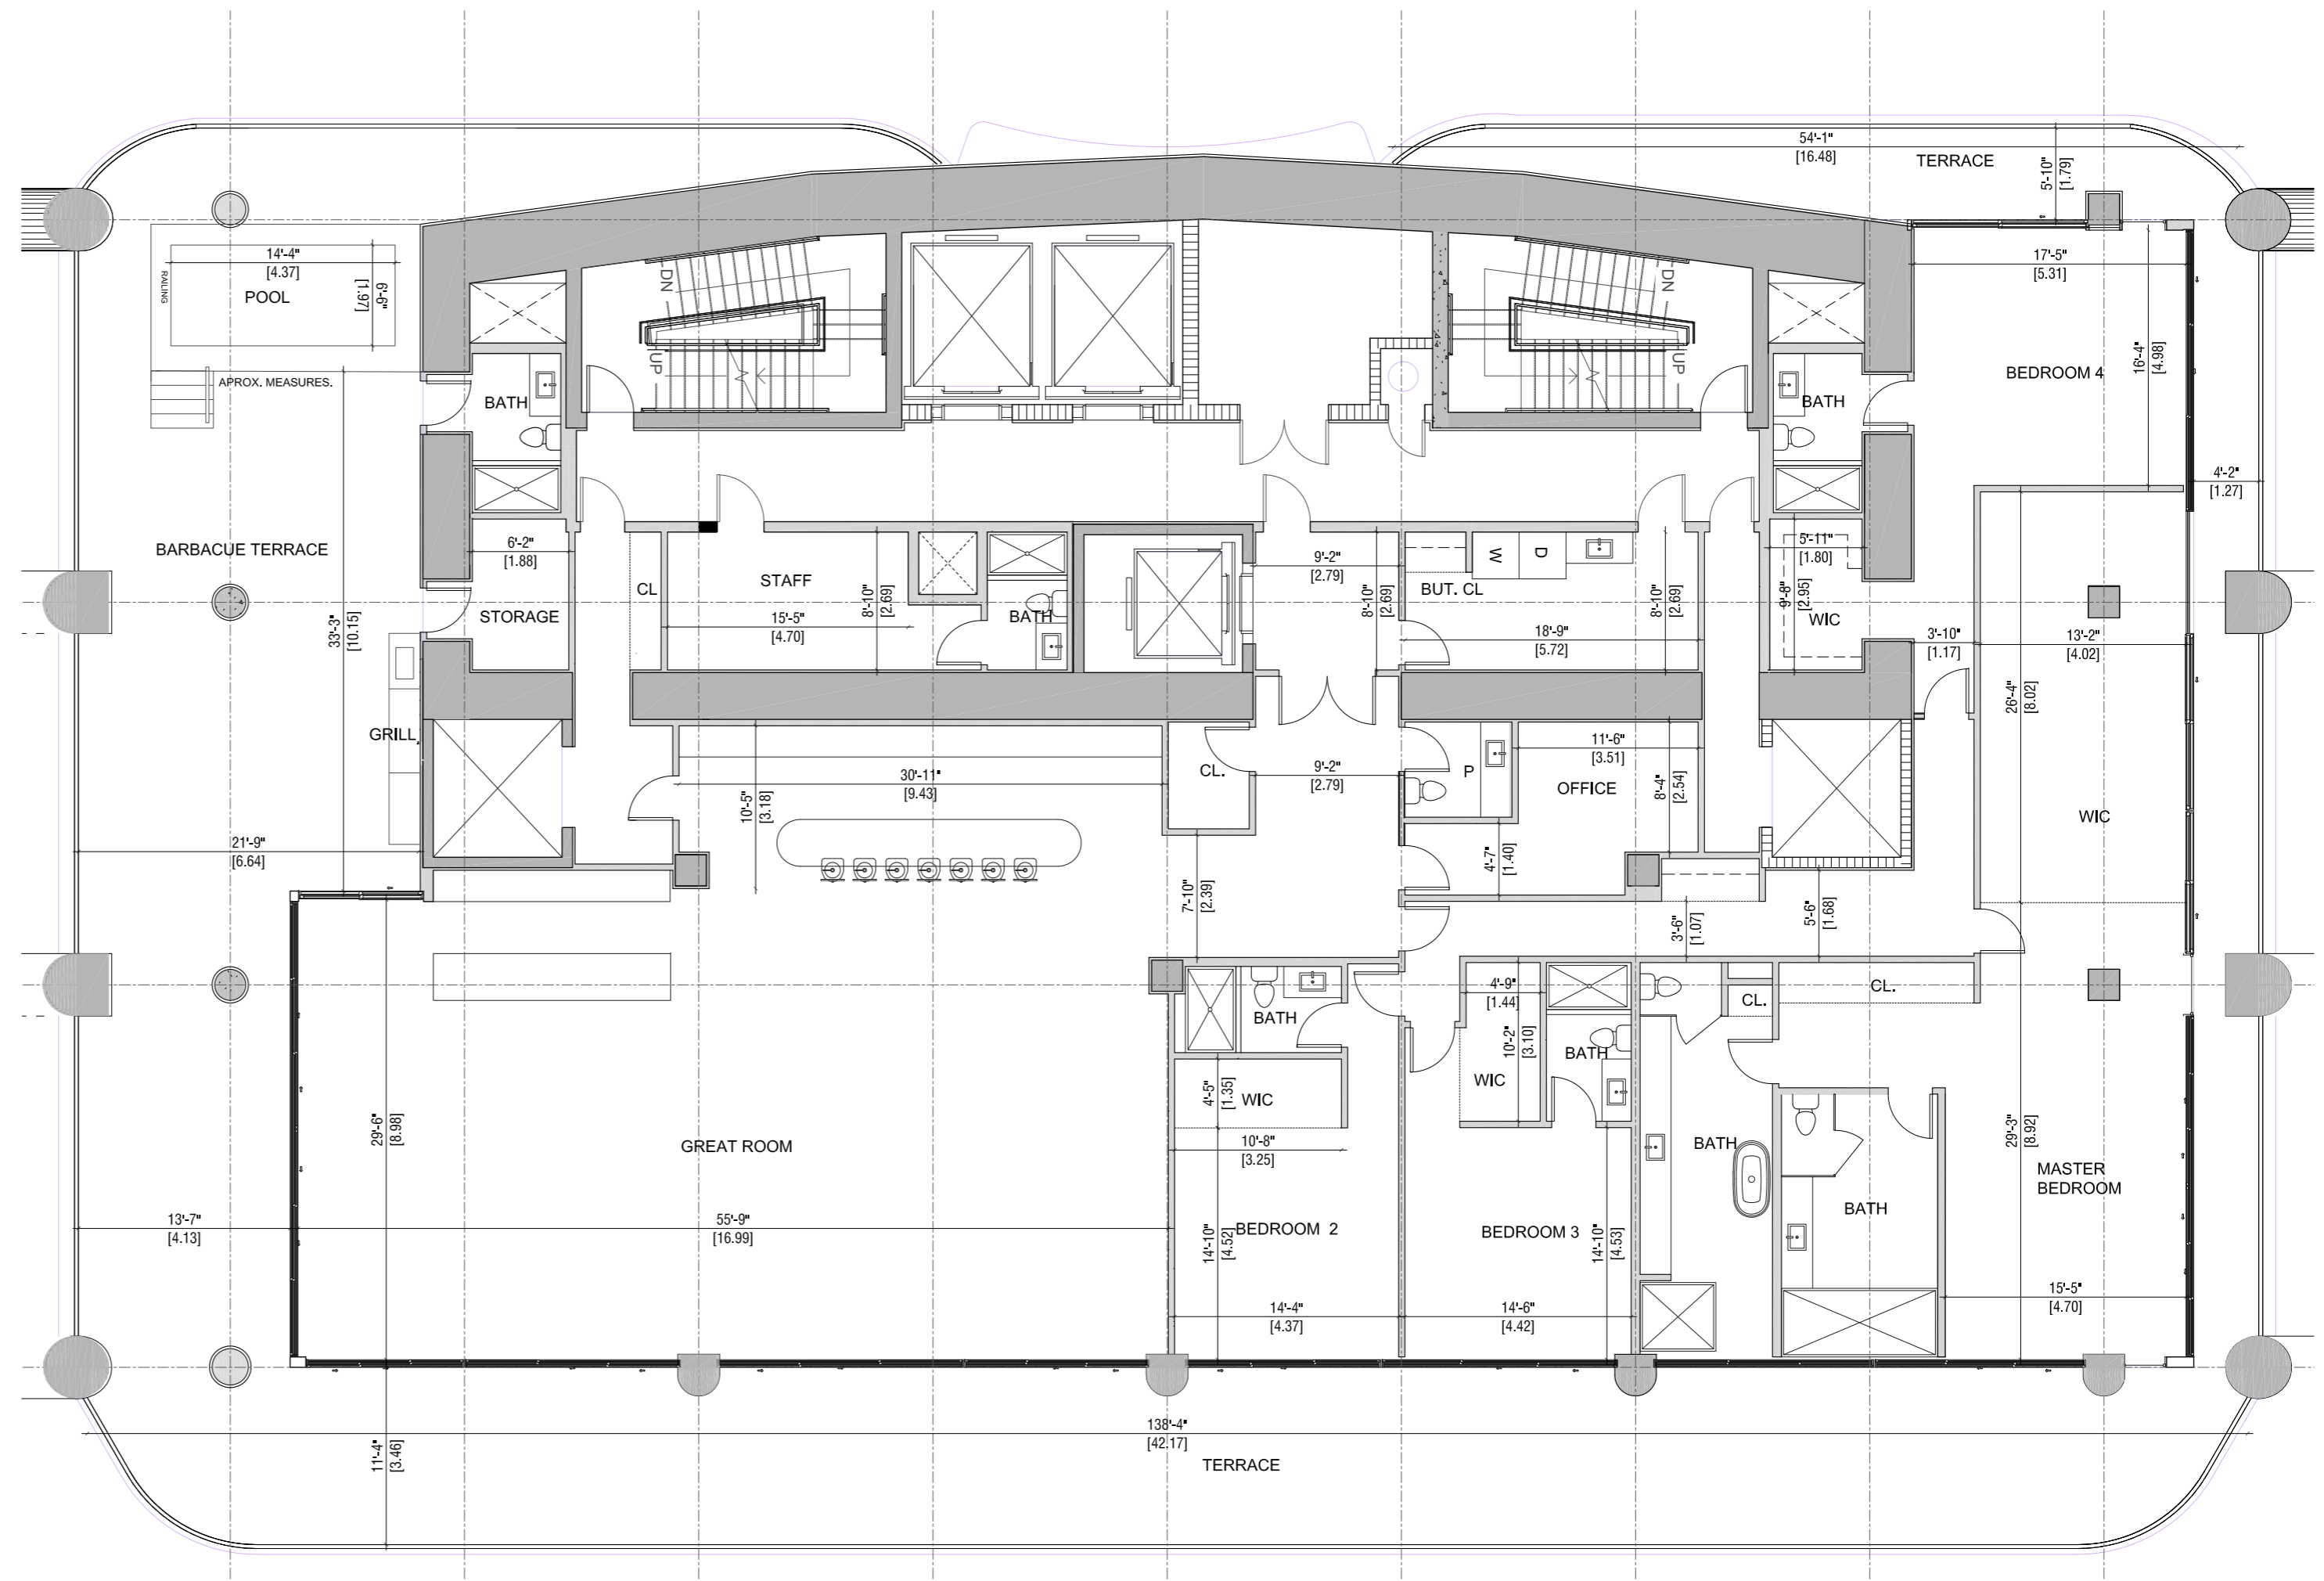 54'-1"
[16.48]
TERRACE
5'-10"
[1.79]
14'-4"
[4.37]
POOL
RAILING
6'-6"
[1.97]
DN
UP
DN
UP
17'-5"
[5.31]
BEDROOM 4
16'-4"
[4.98]
APROX. MEASURES.
BATH
BATH
4'-2"
[1.27]
BARBACUE TERRACE
33'-3"
[10.15]
6'-2"
[1.88]
STORAGE
CL
STAFF
15'-5"
[4.70]
8'-10"
[2.69]
BATH
9'-2"
[2.79]
8'-10"
[2.69]
W
D
BUT. CL
18'-9"
[5.72]
8'-10"
[2.69]
5'-11"
[1.80]
9'-8"
[2.95]
WIC
3'-10"
[1.17]
13'-2"
[4.02]
26'-4"
[8.02]
GRILL
30'-11"
[9.43]
10'-5"
[3.18]
CL.
9'-2"
[2.79]
P
11'-6"
[3.51]
OFFICE
8'-4"
[2.54]
WIC
21'-9"
[6.64]
4'-7"
[1.40]
7'-10"
[2.39]
3'-6"
[1.07]
5'-6"
[1.68]
BATH
4'-9"
[1.44]
10'-2"
[3.10]
WIC
BATH
CL.
CL.
4'-5"
[1.35]
WIC
10'-8"
[3.25]
29'-6"
[8.98]
GREAT ROOM
BATH
29'-3"
[8.92]
MASTER
BEDROOM
BATH
13'-7"
[4.13]
55'-9"
[16.99]
14'-10"
[4.52]
BEDROOM 2
BEDROOM 3
14'-10"
[4.53]
14'-4"
[4.37]
14'-6"
[4.42]
15'-5"
[4.70]
11'-4"
[3.46]
138'-4"
[42.17]
TERRACE